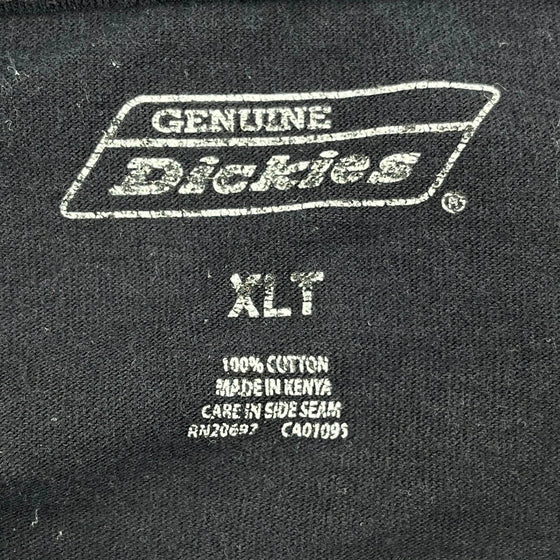 GENUINE
Dickies
®
XLT
100% COTTON
MADE IN KENYA
CARE IN SIDE SEAM
RN20697 CA01095